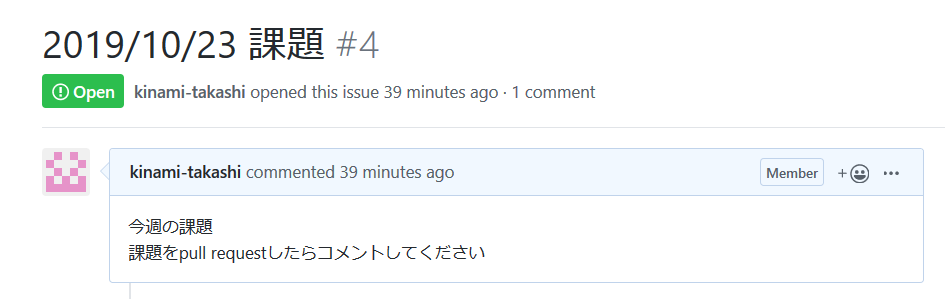 2019/10/23 課題 #4
Open kinami-takashi opened this issue 39 minutes ago · 1 comment
kinami-takashi commented 39 minutes ago Member +
今週の課題
課題をpull requestしたらコメントしてください